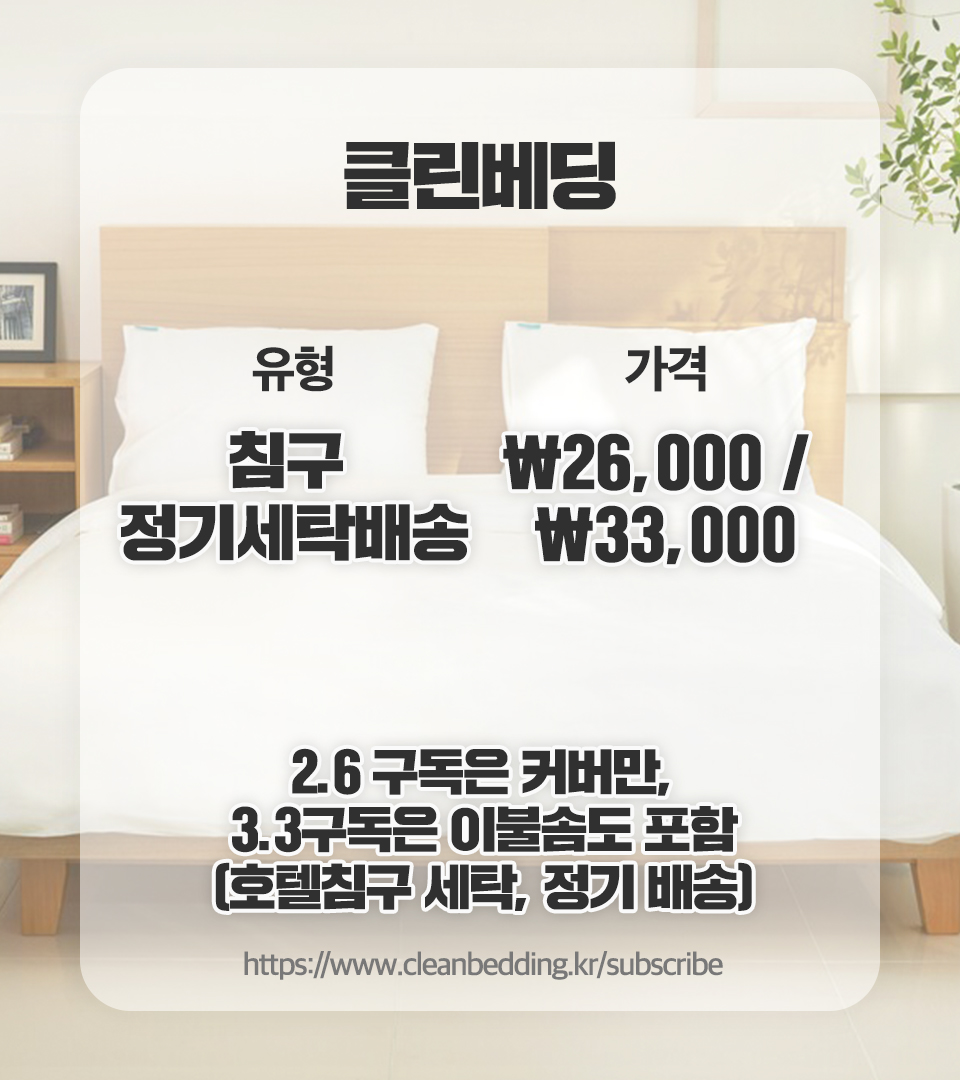 클린베딩
유형 가격
침구 ₩26,000 /
정기세탁배송 ₩33,000
2.6 구독은 커버만,
3.3구독은 이불솜도 포함
(호텔침구 세탁, 정기 배송)
https://www.cleanbedding.kr/subscribe